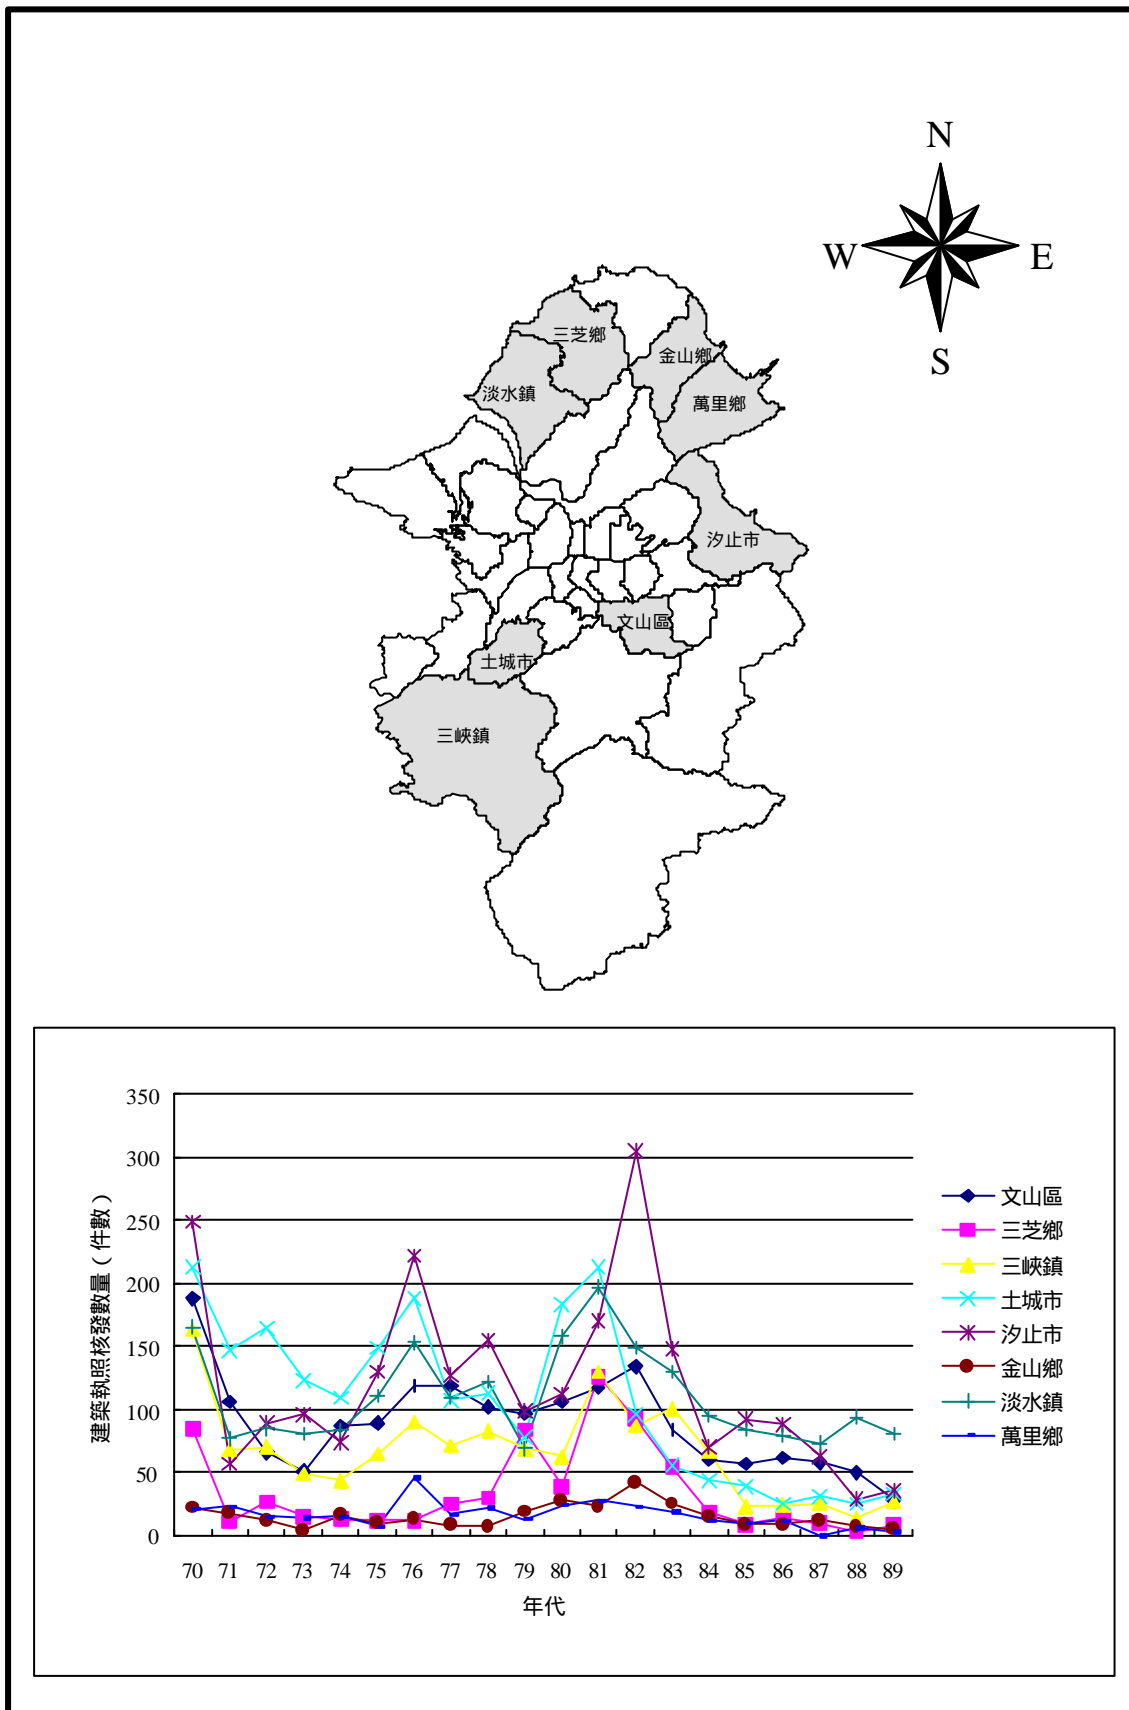 N
W
E
S
三芝鄉
金山鄉
淡水鎮
萬里鄉
汐止市
文山區
土城市
三峽鎮
350
300
250
200
150
100
50
0
建築執照核發數量(件數)
70 71 72 73 74 75 76 77 78 79 80 81 82 83 84 85 86 87 88 89
年代
文山區
三芝鄉
三峽鎮
土城市
汐止市
金山鄉
淡水鎮
萬里鄉